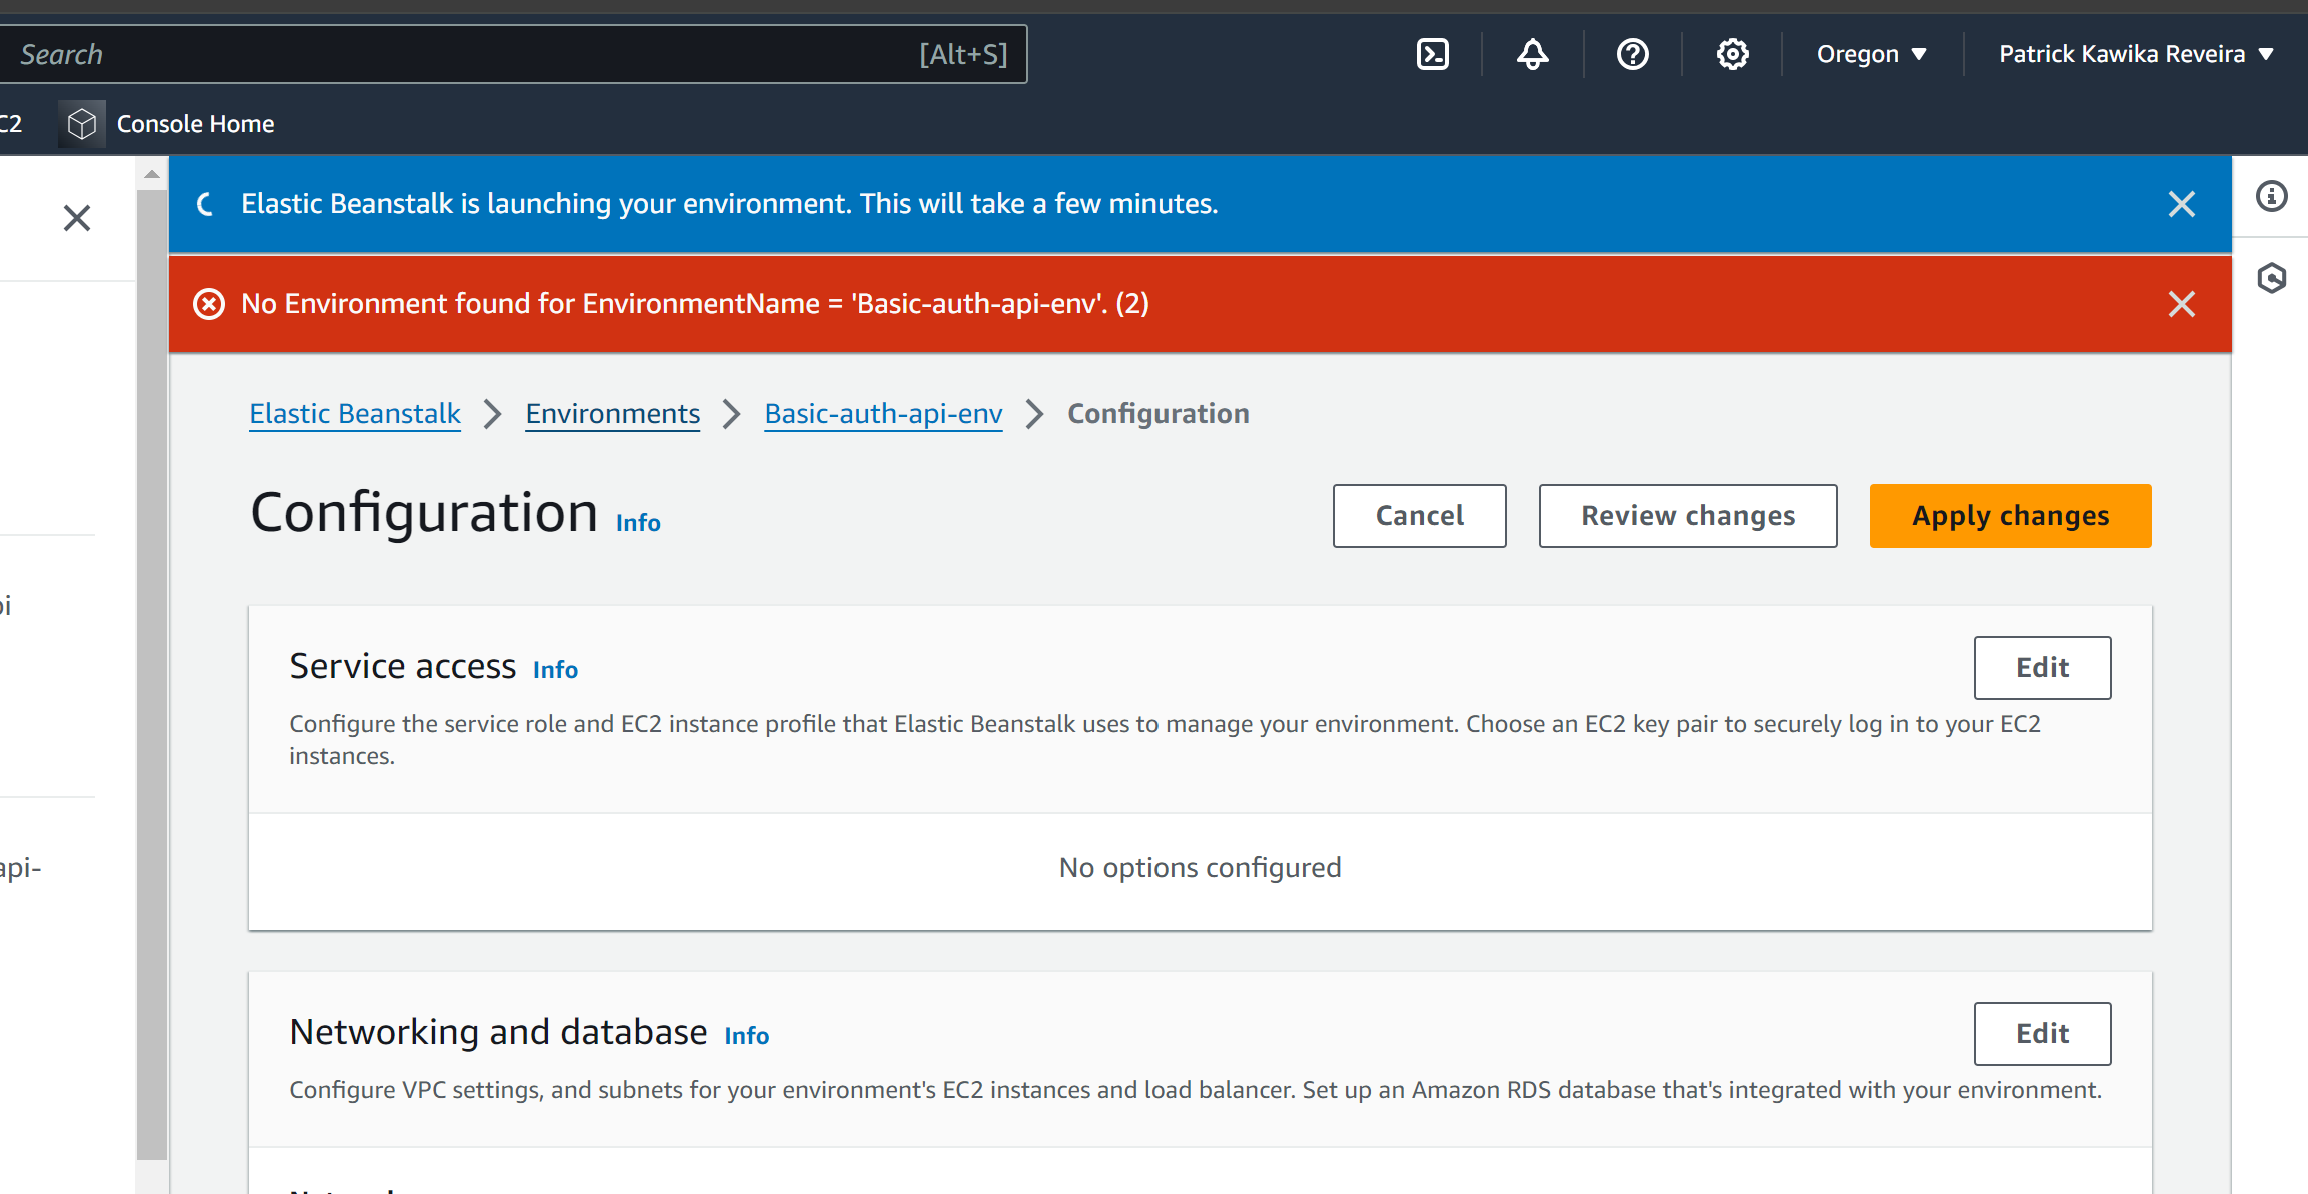 Search [Alt+S] Oregon Patrick Kawika Reveira
C2 Console Home
Elastic Beanstalk is launching your environment. This will take a few minutes.
No Environment found for EnvironmentName = 'Basic-auth-api-env'. (2)
Elastic Beanstalk Environments Basic-auth-api-env Configuration
Configuration Info Cancel Review changes Apply changes
pi
Service access Info Edit
Configure the service role and EC2 instance profile that Elastic Beanstalk uses to manage your environment. Choose an EC2 key pair to securely log in to your EC2
instances.
api-
No options configured
Networking and database Info Edit
Configure VPC settings, and subnets for your environment's EC2 instances and load balancer. Set up an Amazon RDS database that's integrated with your environment.